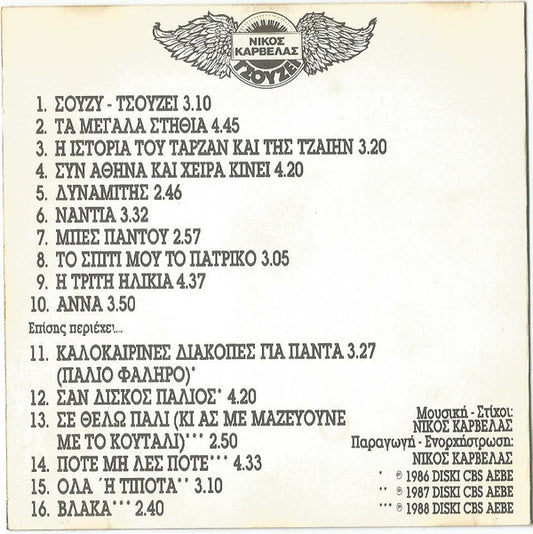 ΝΙΚΟΣ
ΚΑΡΒΕΛΑΣ
ΤΣΟΥΖΕΙ
1. ΣΟΥΖΥ - ΤΣΟΥΖΕΙ 3.10
2. ΤΑ ΜΕΓΑΛΑ ΣΤΗΘΙΑ 4.45
3. Η ΙΣΤΟΡΙΑ ΤΟΥ ΤΑΡΖΑΝ ΚΑΙ ΤΗΣ ΤΖΑΙΗΝ 3.20
4. ΣΥΝ ΑΘΗΝΑ ΚΑΙ ΧΕΙΡΑ ΚΙΝΕΙ 4.20
5. ΔΥΝΑΜΙΤΗΣ 2.46
6. ΝΑΝΤΙΑ 3.32
7. ΜΠΕΣ ΠΑΝΤΟΥ 2.57
8. ΤΟ ΣΠΙΤΙ ΜΟΥ ΤΟ ΠΑΤΡΙΚΟ 3.05
9. Η ΤΡΙΤΗ ΗΛΙΚΙΑ 4.37
10. ΑΝΝΑ 3.50
Επίσης περιέχει...
11. ΚΑΛΟΚΑΙΡΙΝΕΣ ΔΙΑΚΟΠΕΣ ΓΙΑ ΠΑΝΤΑ 3.27
(ΠΑΛΙΟ ΦΑΛΗΡΟ)*
12. ΣΑΝ ΔΙΣΚΟΣ ΠΑΛΙΟΣ* 4.20
13. ΣΕ ΘΕΛΩ ΠΑΛΙ (ΚΙ ΑΣ ΜΕ ΜΑΖΕΥΟΥΝΕ
ΜΕ ΤΟ ΚΟΥΤΑΛΙ)*** 2.50
14. ΠΟΤΕ ΜΗ ΛΕΣ ΠΟΤΕ*** 4.33
15. ΟΛΑ Ή ΤΙΠΟΤΑ** 3.10
16. ΒΛΑΚΑ*** 2.40
Μουσική - Στίχοι:
ΝΙΚΟΣ ΚΑΡΒΕΛΑΣ
Παραγωγή - Ενορχήστρωση:
ΝΙΚΟΣ ΚΑΡΒΕΛΑΣ
* ℗ 1986 DISKI CBS AEBE
** ℗ 1987 DISKI CBS AEBE
*** ℗ 1988 DISKI CBS AEBE